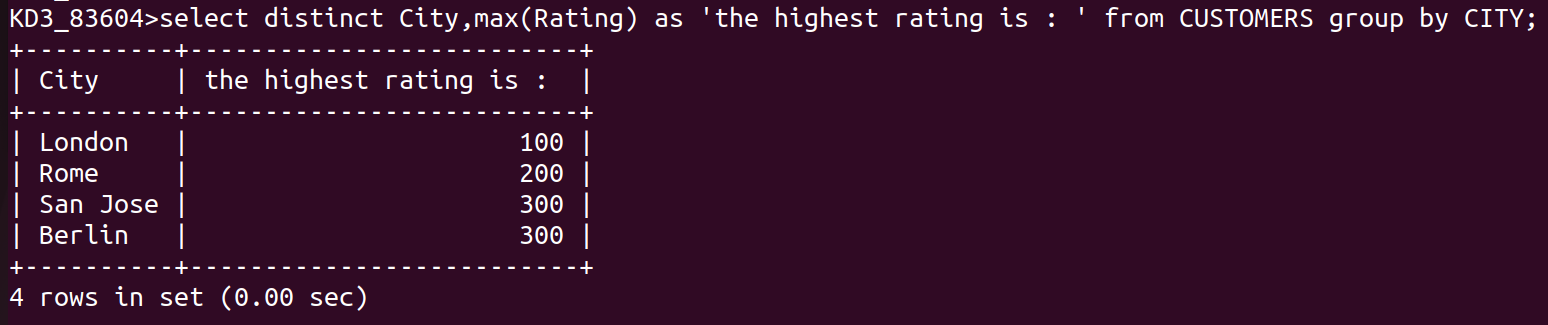 KD3_83604>select distinct City,max(Rating) as 'the highest rating is : ' from CUSTOMERS group by CITY;
+----------+--------------------------+
| City     | the highest rating is :  |
+----------+--------------------------+
| London   |                      100 |
| Rome     |                      200 |
| San Jose |                      300 |
| Berlin   |                      300 |
+----------+--------------------------+
4 rows in set (0.00 sec)